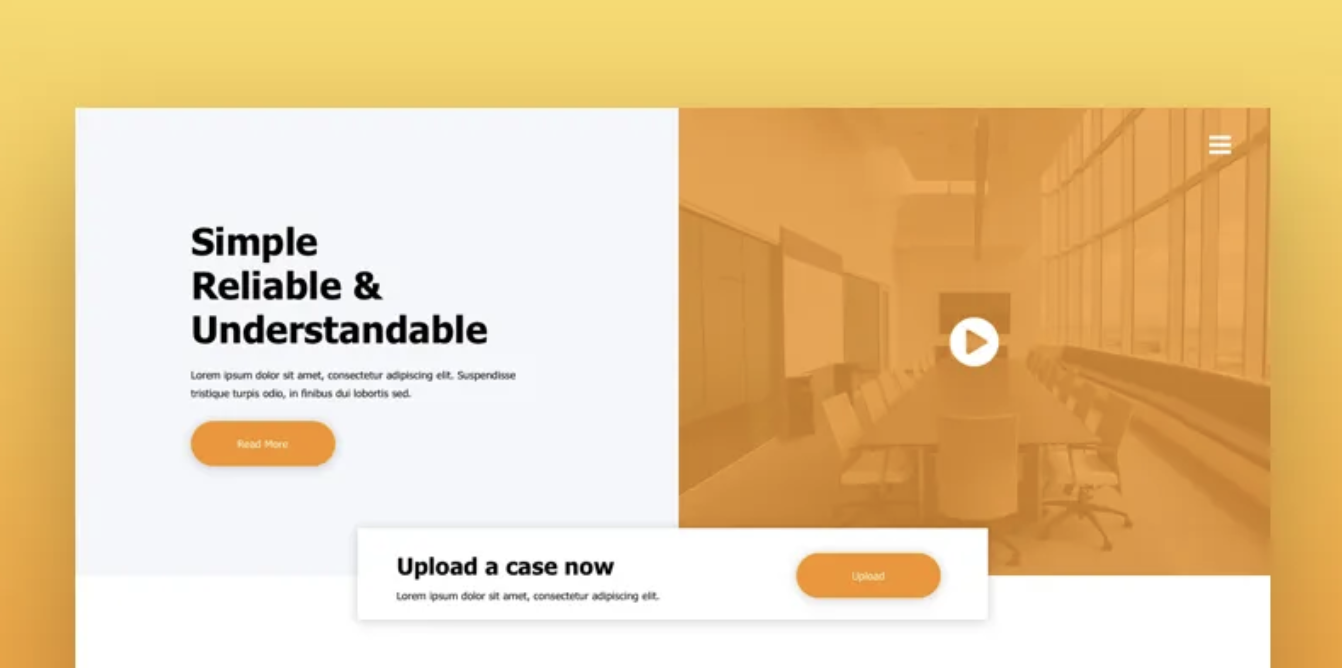 Simple
Reliable &
Understandable
Lorem ipsum dolor sit amet, consectetur adipiscing elit. Suspendisse
tristique turpis odio, in finibus dui lobortis sed.
Read More
Upload a case now
Lorem ipsum dolor sit amet, consectetur adipiscing elit.
Upload